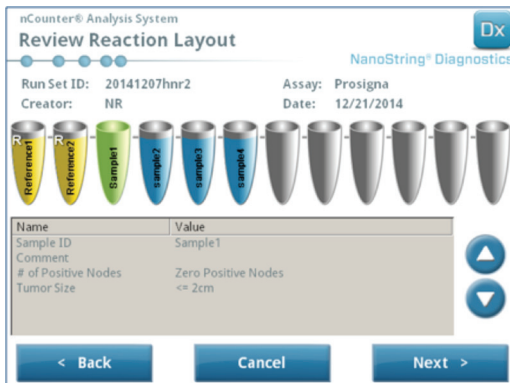 nCounter® Analysis System
Review Reaction Layout
Dx
NanoString® Diagnostics
Run Set ID: 20141207hnr2 Assay: Prosigna
Creator: NR Date: 12/21/2014
R R
Reference1 Reference2 Sample1 sample2 sample3 sample4
Name Value
Sample ID Sample1
Comment
# of Positive Nodes Zero Positive Nodes
Tumor Size <= 2cm
< Back Cancel Next >